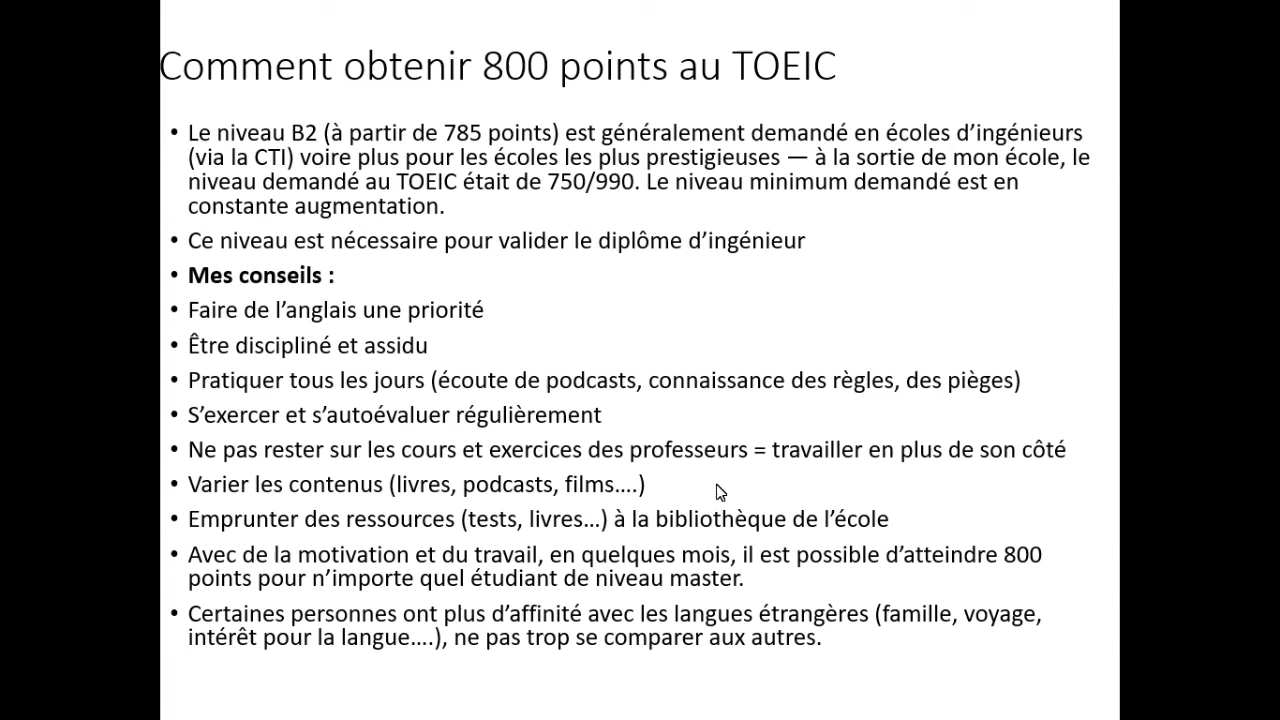 Comment obtenir 800 points au TOEIC
• Le niveau B2 (à partir de 785 points) est généralement demandé en écoles d’ingénieurs
(via la CTI) voire plus pour les écoles les plus prestigieuses — à la sortie de mon école, le
niveau demandé au TOEIC était de 750/990. Le niveau minimum demandé est en
constante augmentation.
• Ce niveau est nécessaire pour valider le diplôme d’ingénieur
• Mes conseils :
• Faire de l’anglais une priorité
• Être discipliné et assidu
• Pratiquer tous les jours (écoute de podcasts, connaissance des règles, des pièges)
• S’exercer et s’autoévaluer régulièrement
• Ne pas rester sur les cours et exercices des professeurs = travailler en plus de son côté
• Varier les contenus (livres, podcasts, films….)
• Emprunter des ressources (tests, livres…) à la bibliothèque de l’école
• Avec de la motivation et du travail, en quelques mois, il est possible d’atteindre 800
points pour n’importe quel étudiant de niveau master.
• Certaines personnes ont plus d’affinité avec les langues étrangères (famille, voyage,
intérêt pour la langue….), ne pas trop se comparer aux autres.